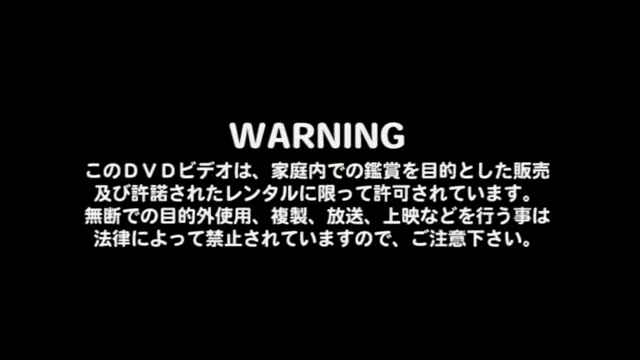 WARNING
このＤＶＤビデオは、家庭内での鑑賞を目的とした販売
及び許諾されたレンタルに限って許可されています。
無断での目的外使用、複製、放送、上映などを行う事は
法律によって禁止されていますので、ご注意下さい。